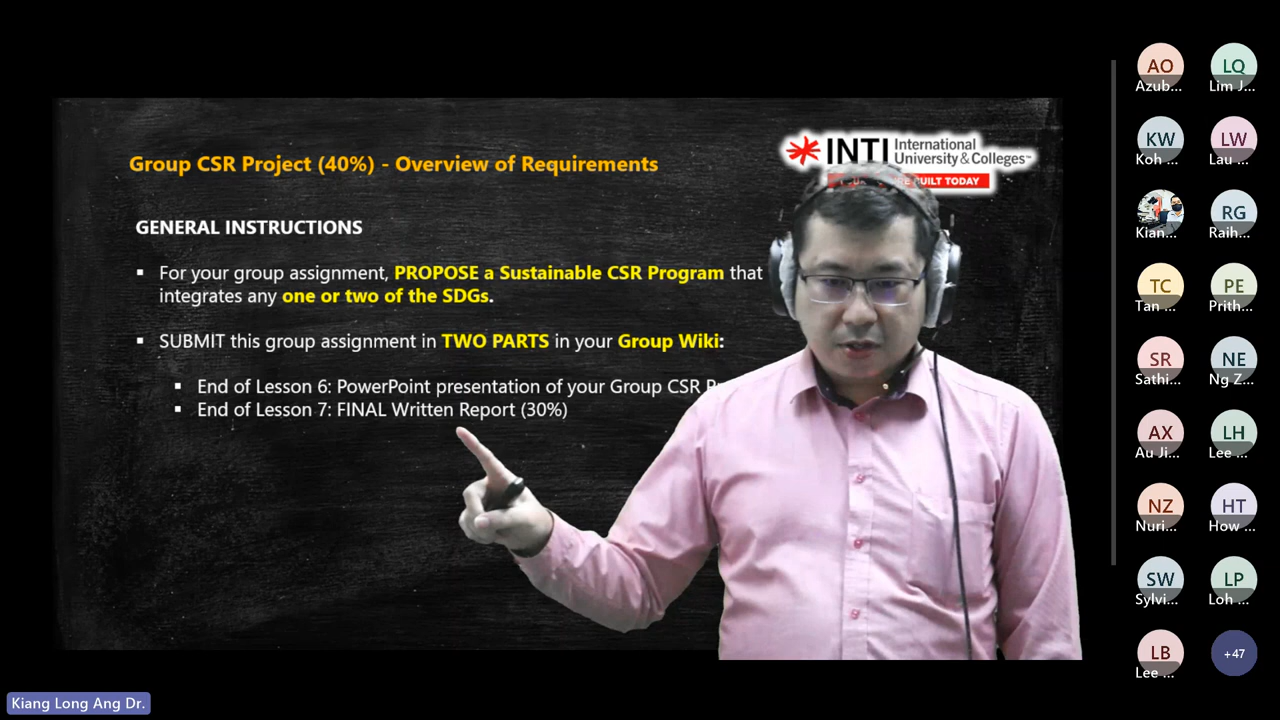 Group CSR Project (40%) - Overview of Requirements
INTI International
University & Colleges
BUILT TODAY
GENERAL INSTRUCTIONS
▪ For your group assignment, PROPOSE a Sustainable CSR Program that
integrates any one or two of the SDGs.
▪ SUBMIT this group assignment in TWO PARTS in your Group Wiki:
▪ End of Lesson 6: PowerPoint presentation of your Group CSR
▪ End of Lesson 7: FINAL Written Report (30%)
AO
Azub...
LQ
Lim J...
KW
Koh ...
LW
Lau ...
Kian...
RG
Raih...
TC
Tan ...
PE
Prith...
SR
Sathi...
NE
Ng Z...
AX
Au Ji...
LH
Lee ...
NZ
Nuri...
HT
How ...
SW
Sylvi...
LP
Loh ...
LB
Lee ...
+47
Kiang Long Ang Dr.